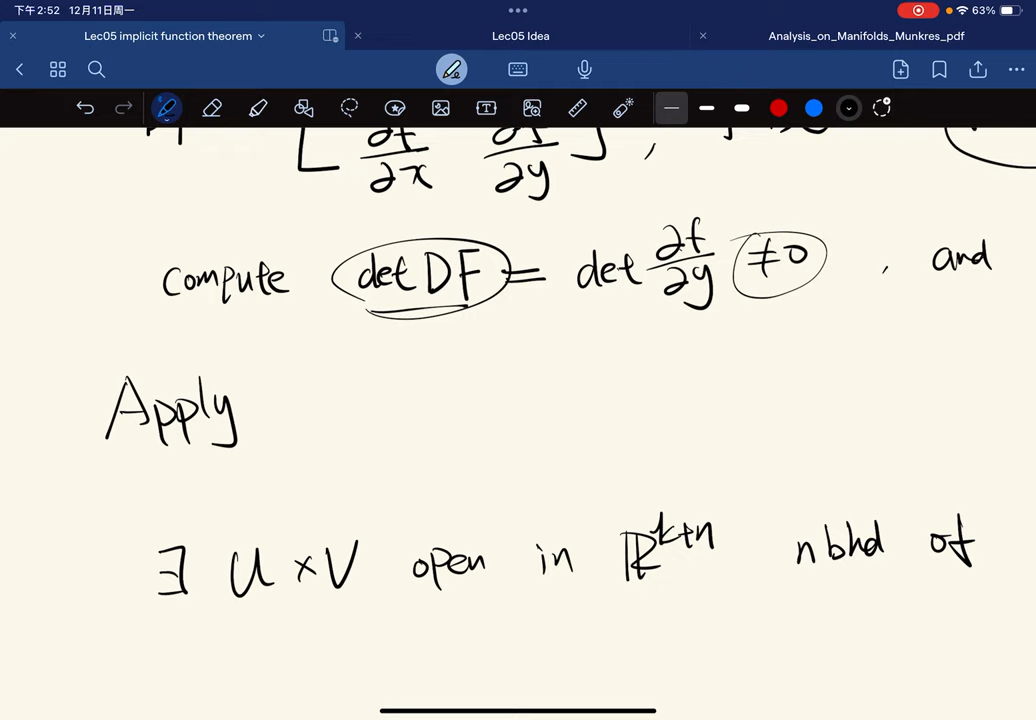 下午2:52 12月11日周一
63%
Lec05 implicit function theorem
Lec05 Idea
Analysis_on_Manifolds_Munkres_pdf
[ ∂f/∂x ∂f/∂y ] ,
compute det DF = det ∂f/∂y ≠0 , and
Apply
∃ U × V open in ℝ^{k+n} nbhd of